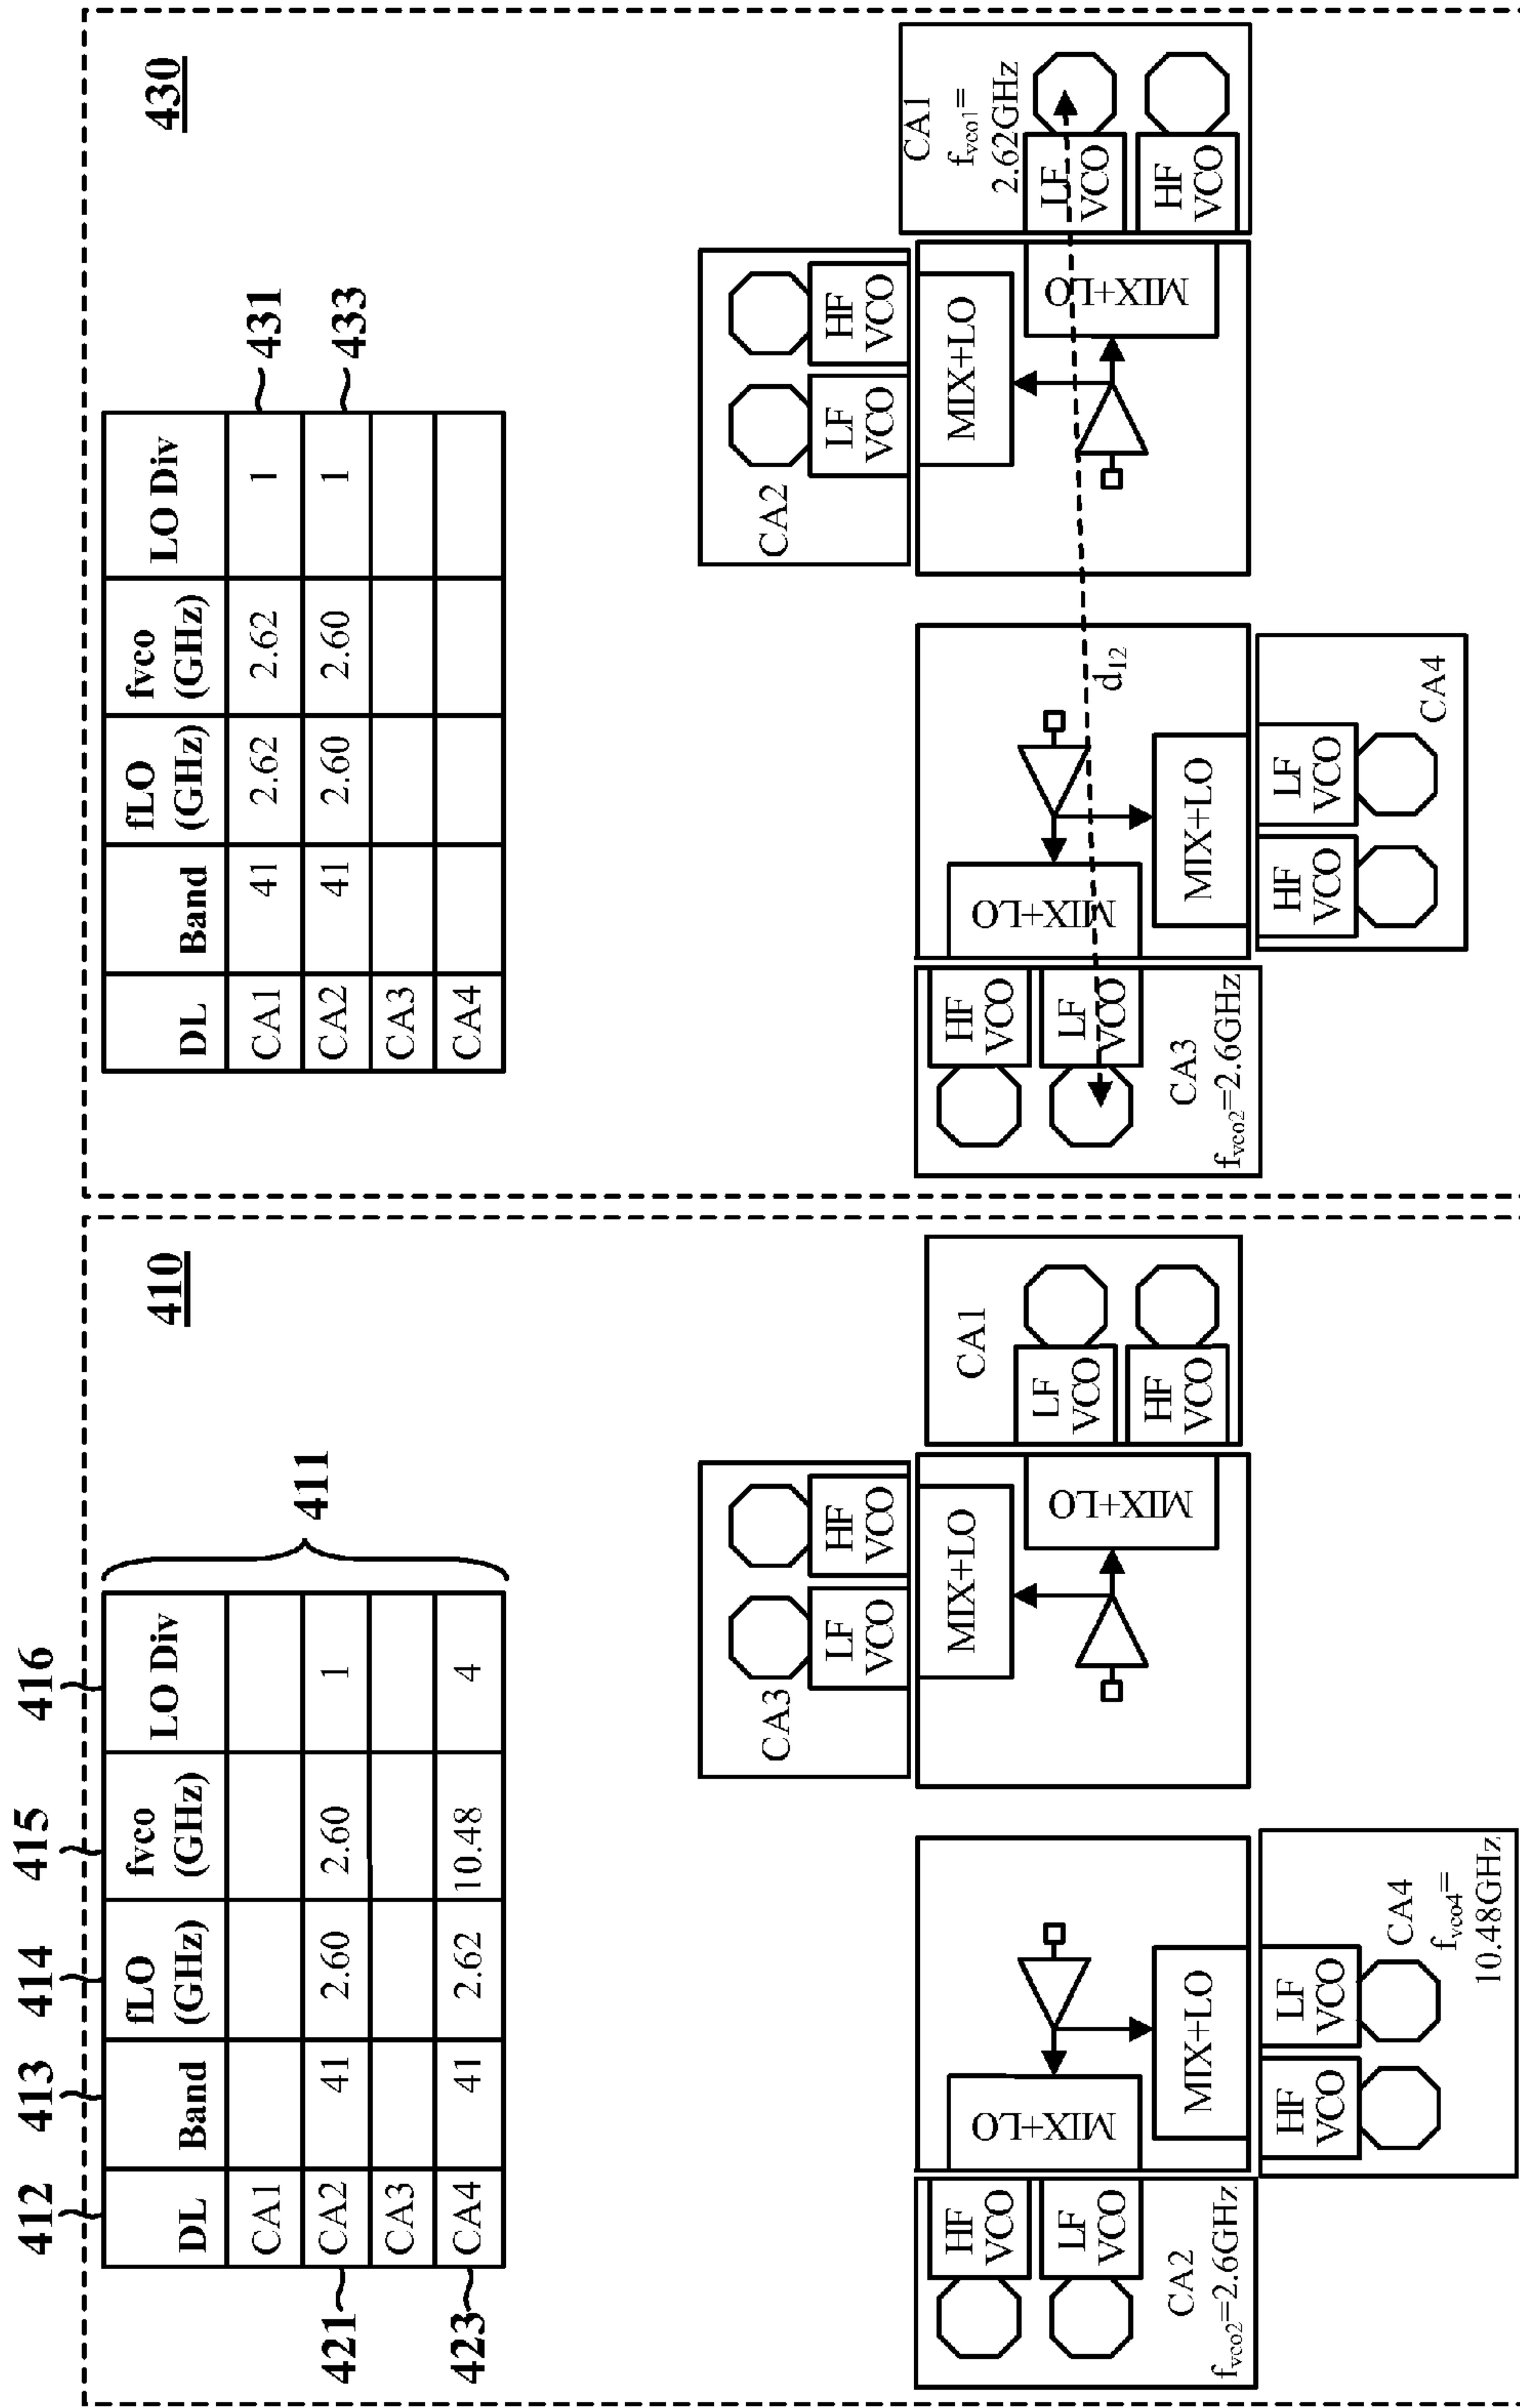 410
412 413 414 415 416
DL Band fLO (GHz) fvco (GHz) LO Div
CA1
CA2 41 2.60 2.60 1
CA3
CA4 41 2.62 10.48 4
411
421
423
CA3
LF VCO
HF VCO
MIX+LO
MIX+LO
CA1
LF VCO
HF VCO
HF VCO
LF VCO
CA2
fvco2=2.6GHz
MIX+LO
MIX+LO
HF VCO
LF VCO
CA4
fvco4=
10.48GHz
430
DL Band fLO (GHz) fvco (GHz) LO Div
CA1 41 2.62 2.62 1
CA2 41 2.60 2.60 1
CA3
CA4
431
433
CA2
LF VCO
HF VCO
MIX+LO
MIX+LO
CA1
fvco1=
2.62GHz
LF VCO
HF VCO
d12
HF VCO
LF VCO
CA3
fvco2=2.6GHz
MIX+LO
MIX+LO
HF VCO
LF VCO
CA4